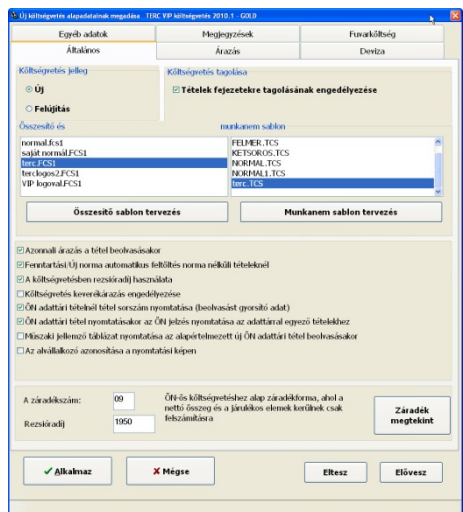 Új költségvetés alapadatainak megadása TERC VIP költségvetés 2010.1 - GOLD
Egyéb adatok
Megjegyzések
Fuvarköltség
Általános
Árazás
Deviza
Költségvetés jelleg
Új
Felújítás
Költségvetés tagolása
Tételek fejezetekre tagolásának engedélyezése
Összesítő és munkanem sablon
normal.fcs1
saját normál.FCS1
terc.FCS1
terclogos2.FCS1
VIP logoval.FCS1
FELMER.TCS
KETSOROS.TCS
NORMAL.TCS
NORMAL1.TCS
terc.TCS
Összesítő sablon tervezés
Munkanem sablon tervezés
Azonnali árazás a tétel beolvasásakor
Fenntartási/Új norma automatikus feltöltés norma nélküli tételeknél
A költségvetésben rezsióradíj használata
Költségvetés keverékárazás engedélyezése
ÖN adattári tételnél tétel sorszám nyomtatása (beolvasást gyorsító adat)
ÖN adattári tétel nyomtatásakor az ÖN jelzés nyomtatása az adattárral egyező tételekhez
Műszaki jellemző táblázat nyomtatása az alapértelmezett új ÖN adattári tétel beolvasásakor
Az alvállalkozó azonosítása a nyomtatási képen
A záradékszám:
09
Rezsióradíj
1950
ÖN-ös költségvetéshez alap záradékforma, ahol a
nettó összeg és a járulékos elemek kerülnek csak
felszámításra
Záradék
megtekint
Alkalmaz
Mégse
Eltesz
Elővesz